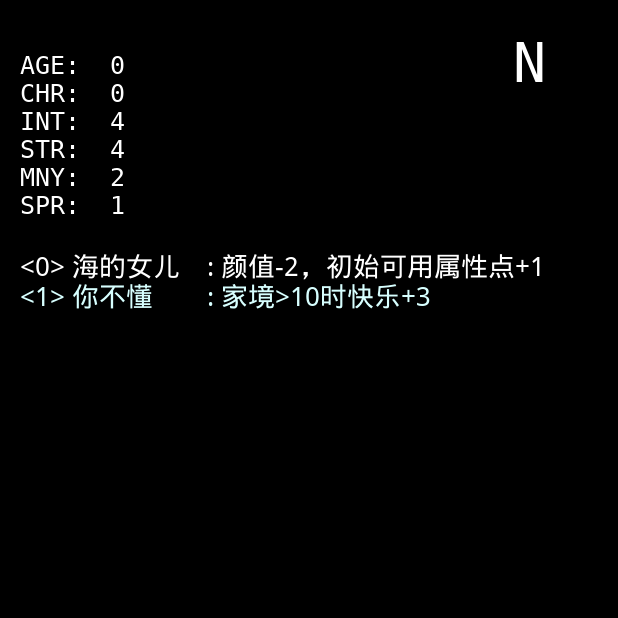 N
AGE: 0
CHR: 0
INT: 4
STR: 4
MNY: 2
SPR: 1
<0> 海的女儿 : 颜值-2，初始可用属性点+1
<1> 你不懂 : 家境>10时快乐+3